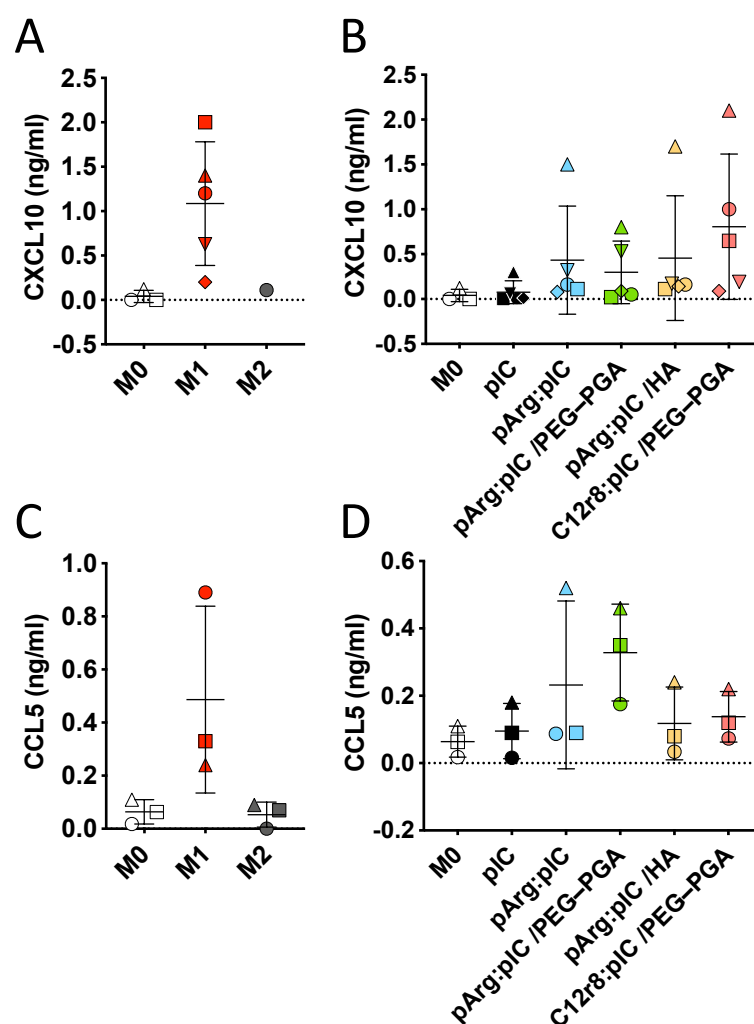 A
CXCL10 (ng/ml)
2.5
2.0
1.5
1.0
0.5
0.0
-0.5
M0
M1
M2
B
CXCL10 (ng/ml)
2.5
2.0
1.5
1.0
0.5
0.0
-0.5
M0
pIC
pArg:pIC
pArg:pIC /PEG–PGA
pArg:pIC /HA
C12r8:pIC /PEG–PGA
C
CCL5 (ng/ml)
1.0
0.8
0.6
0.4
0.2
0.0
M0
M1
M2
D
CCL5 (ng/ml)
0.6
0.4
0.2
0.0
-0.2
M0
pIC
pArg:pIC
pArg:pIC /PEG–PGA
pArg:pIC /HA
C12r8:pIC /PEG–PGA